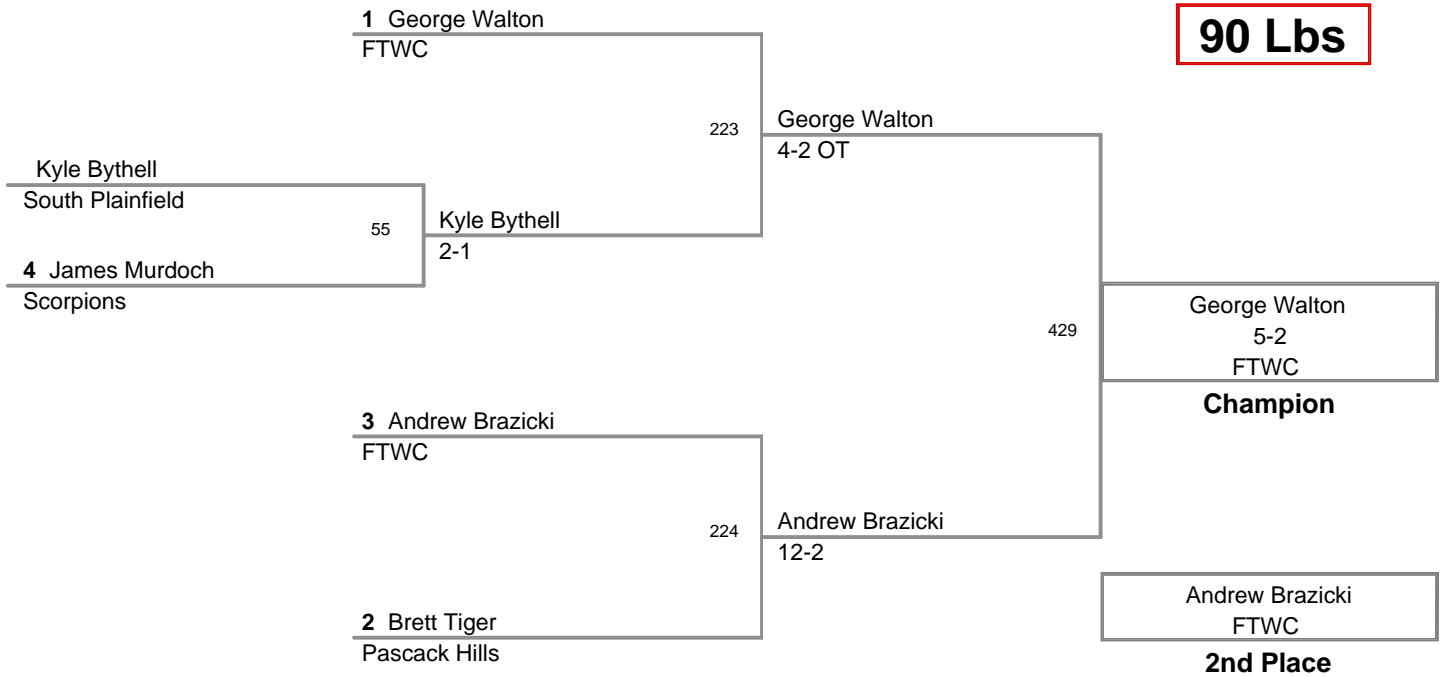 1 George Walton
FTWC
90 Lbs
223
George Walton
4-2 OT
Kyle Bythell
South Plainfield
55
Kyle Bythell
2-1
4 James Murdoch
Scorpions
429
George Walton
5-2
FTWC
Champion
3 Andrew Brazicki
FTWC
224
Andrew Brazicki
12-2
2 Brett Tiger
Pascack Hills
Andrew Brazicki
FTWC
2nd Place